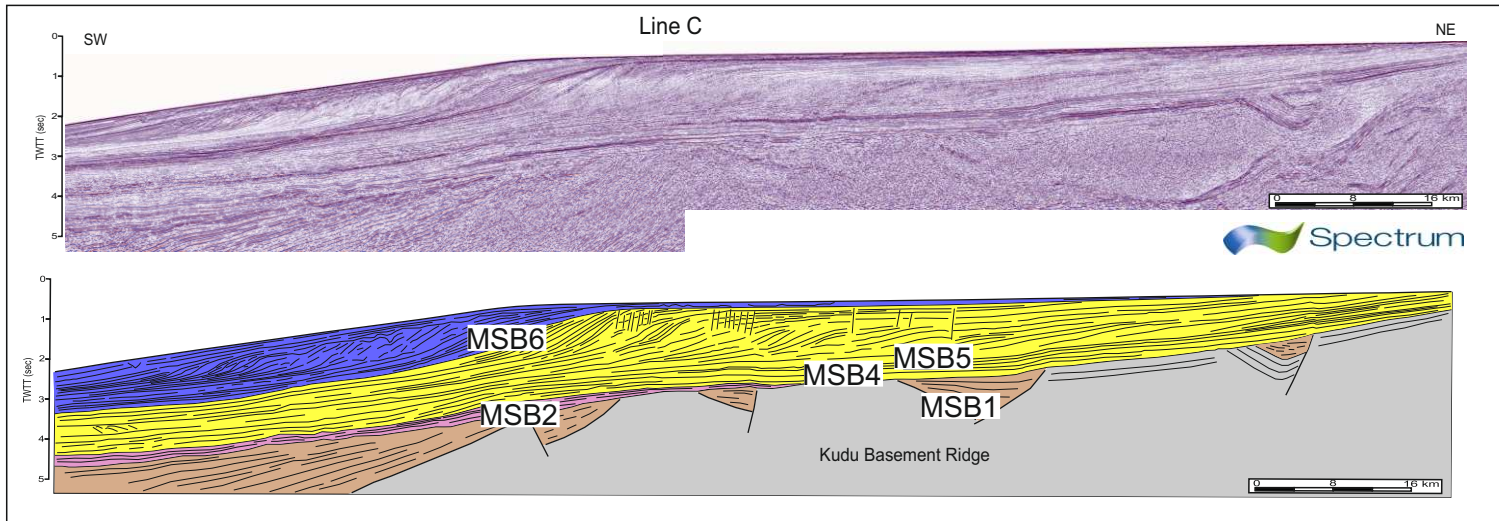 Line C
SW
NE
0
1
2
3
4
5
TWTT (sec)
0 8 16 km
Spectrum
0
1
2
3
4
5
TWTT (sec)
MSB6
MSB5
MSB4
MSB2
MSB1
Kudu Basement Ridge
0 8 16 km